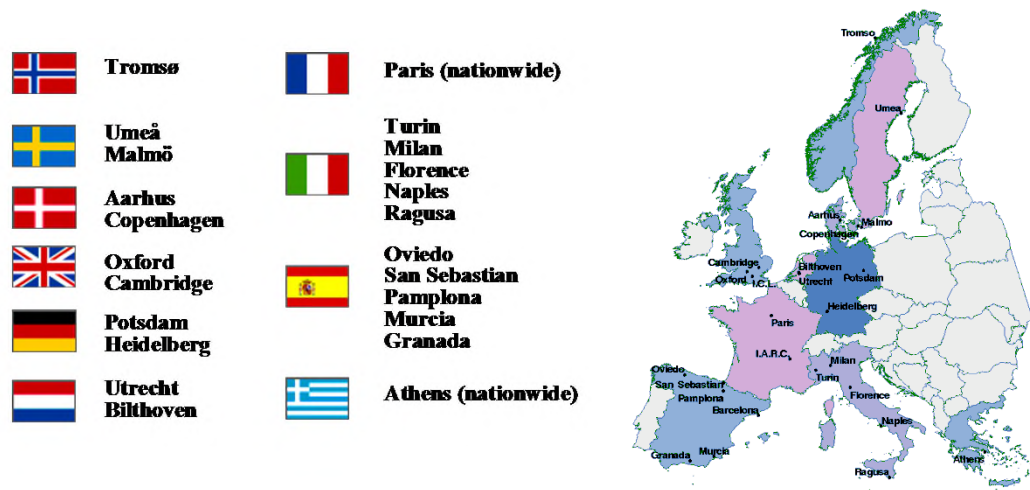 Tromsø
Umeå
Malmö
Aarhus
Copenhagen
Oxford
Cambridge
Potsdam
Heidelberg
Utrecht
Bilthoven
Paris (nationwide)
Turin
Milan
Florence
Naples
Ragusa
Oviedo
San Sebastian
Pamplona
Murcia
Granada
Athens (nationwide)
Tromso
Umea
Aarhus
Malmo
Copenhagen
Cambridge
Bilthoven
Potsdam
Oxford
I.C.L.
Utrecht
Heidelberg
Paris
I.A.R.C.
Milan
Oviedo
Turin
San Sebastian
Pamplona
Florence
Barcelona
Naples
Granada
Murcia
Athens
Ragusa